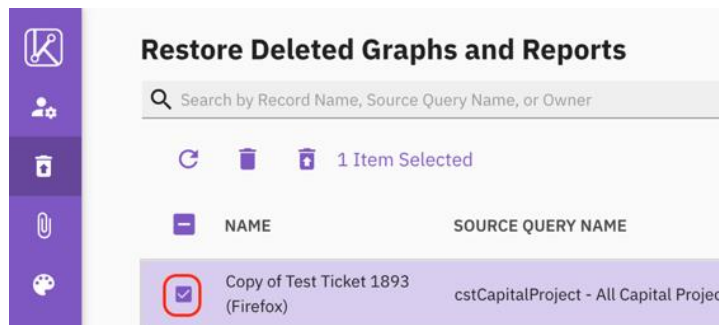 Restore Deleted Graphs and Reports
Search by Record Name, Source Query Name, or Owner
1 Item Selected
NAME SOURCE QUERY NAME
Copy of Test Ticket 1893
(Firefox)
cstCapitalProject - All Capital